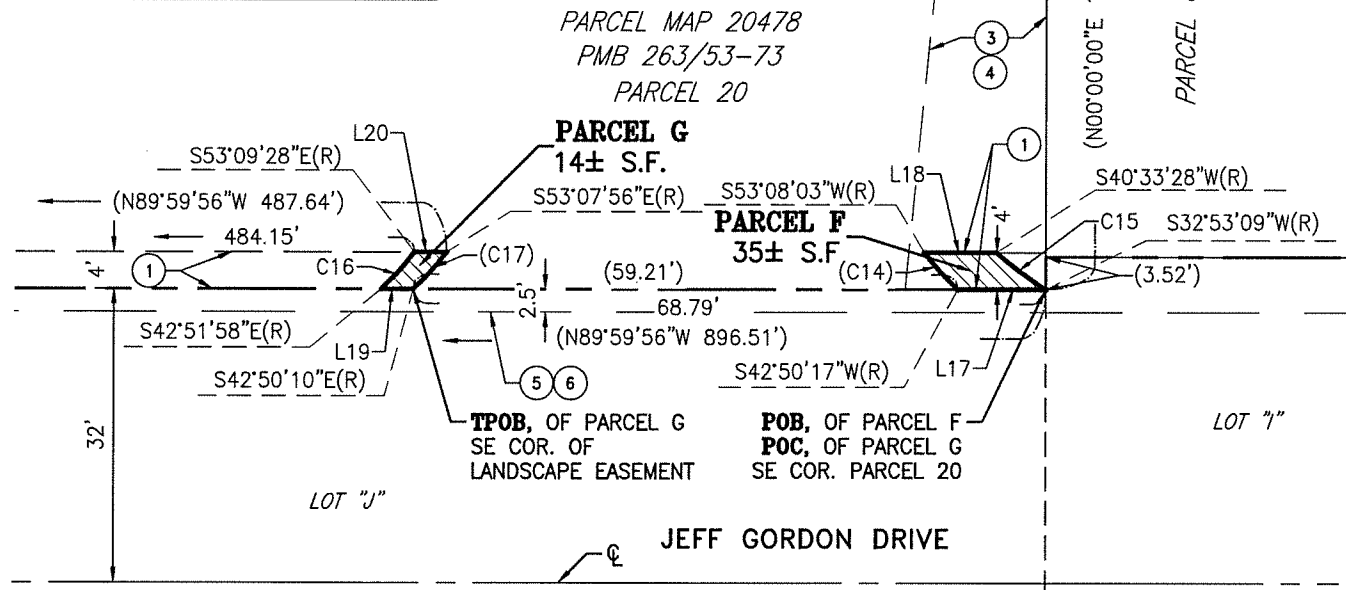 PARCEL MAP 20478
PMB 263/53-73
PARCEL 20
3
4
(N00°00'00"E
PARCEL
L20
PARCEL G
14± S.F.
1
S53°09'28"E(R)
L18
S40°33'28"W(R)
(N89°59'56"W 487.64')
S53°07'56"E(R)
S53°08'03"W(R)
4'
C15
S32°53'09"W(R)
484.15'
PARCEL F
35± S.F.
4'
1
C16
(C17)
(59.21')
(C14)
(3.52')
2.5'
68.79'
S42°51'58"E(R)
(N89°59'56"W 896.51')
L19
S42°50'17"W(R)
L17
S42°50'10"E(R)
5
6
32'
TPOB, OF PARCEL G
SE COR. OF
LANDSCAPE EASEMENT
POB, OF PARCEL F
POC, OF PARCEL G
SE COR. PARCEL 20
LOT "I"
LOT "J"
JEFF GORDON DRIVE
℄